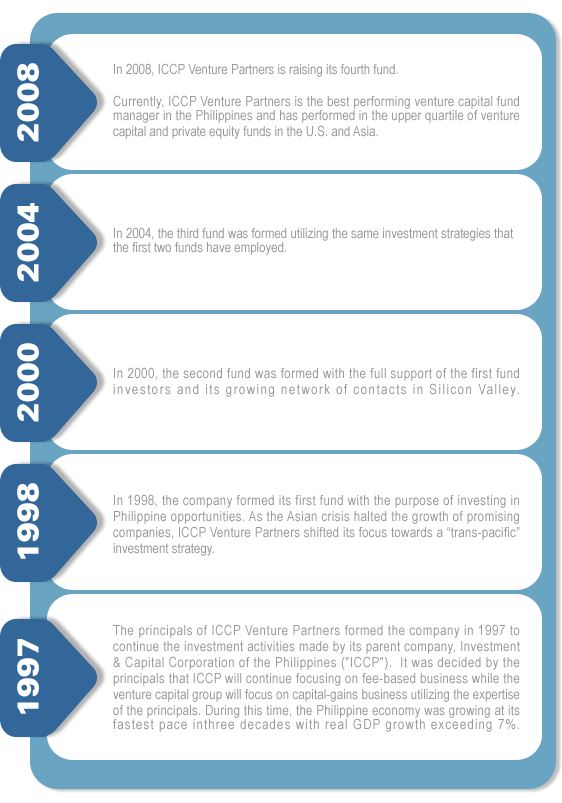 2008
In 2008, ICCP Venture Partners is raising its fourth fund.
Currently, ICCP Venture Partners is the best performing venture capital fund
manager in the Philippines and has performed in the upper quartile of venture
capital and private equity funds in the U.S. and Asia.
2004
In 2004, the third fund was formed utilizing the same investment strategies that
the first two funds have employed.
2000
In 2000, the second fund was formed with the full support of the first fund
investors and its growing network of contacts in Silicon Valley.
1998
In 1998, the company formed its first fund with the purpose of investing in
Philippine opportunities. As the Asian crisis halted the growth of promising
companies, ICCP Venture Partners shifted its focus towards a “trans-pacific”
investment strategy.
1997
The principals of ICCP Venture Partners formed the company in 1997 to
continue the investment activities made by its parent company, Investment
& Capital Corporation of the Philippines ("ICCP"). It was decided by the
principals that ICCP will continue focusing on fee-based business while the
venture capital group will focus on capital-gains business utilizing the expertise
of the principals. During this time, the Philippine economy was growing at its
fastest pace inthree decades with real GDP growth exceeding 7%.